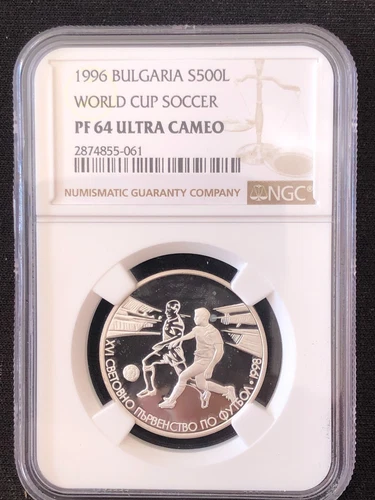 1996 BULGARIA S500L
WORLD CUP SOCCER
PF 64 ULTRA CAMEO
2874855-061
NUMISMATIC GUARANTY COMPANY NGC®
XVI СВЕТОВНО ПЪРВЕНСТВО ПО ФУТБОЛ · 1998